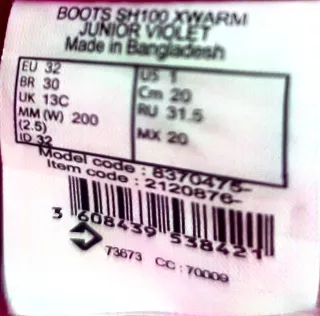 BOOTS SH100 XWARM
JUNIOR VIOLET
Made in Bangladesh
EU 32
BR 30
UK 13C
MM (W) 200
(2.5)
ID 32
US 1
Cm 20
RU 31.5
MX 20
Model code : 8370475-
Item code : 2120876-
3 608439 538421
73673 CC : 70009